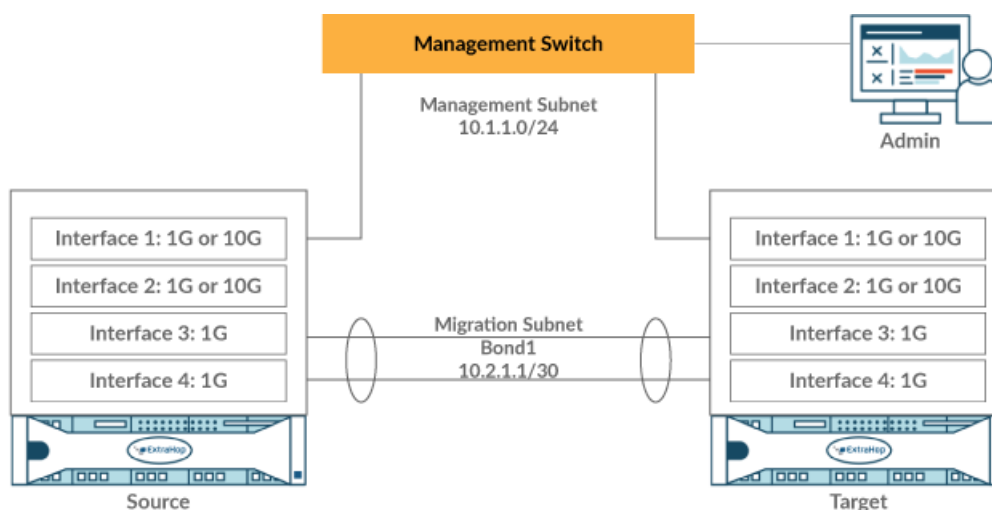 Management Switch
Management Subnet
10.1.1.0/24
Admin
Interface 1: 1G or 10G
Interface 2: 1G or 10G
Interface 3: 1G
Interface 4: 1G
Migration Subnet
Bond1
10.2.1.1/30
Interface 1: 1G or 10G
Interface 2: 1G or 10G
Interface 3: 1G
Interface 4: 1G
ExtraHop
ExtraHop
Source
Target